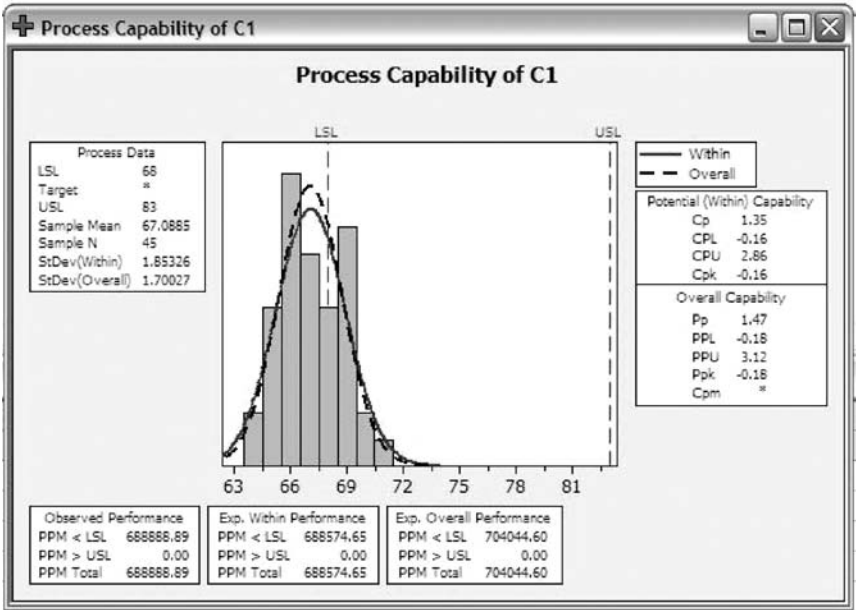 Process Capability of C1
Process Capability of C1
LSL USL
Process Data
LSL 68
Target *
USL 83
Sample Mean 67.0885
Sample N 45
StDev(Within) 1.85326
StDev(Overall) 1.70027
Within
Overall
Potential (Within) Capability
Cp 1.35
CPL -0.16
CPU 2.86
Cpk -0.16
Overall Capability
Pp 1.47
PPL -0.18
PPU 3.12
Ppk -0.18
Cpm *
63 66 69 72 75 78 81
Observed Performance
PPM < LSL 688888.89
PPM > USL 0.00
PPM Total 688888.89
Exp. Within Performance
PPM < LSL 688574.65
PPM > USL 0.00
PPM Total 688574.65
Exp. Overall Performance
PPM < LSL 704044.60
PPM > USL 0.00
PPM Total 704044.60